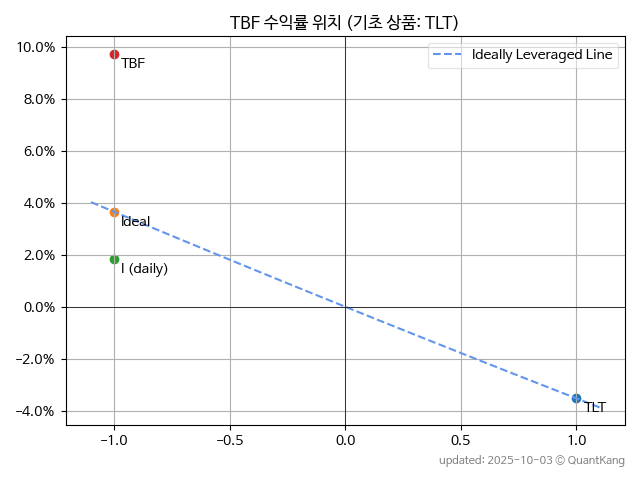 TBF 수익률 위치 (기초 상품: TLT)
10.0%
8.0%
6.0%
4.0%
2.0%
0.0%
−2.0%
−4.0%
Ideally Leveraged Line
TBF
Ideal
I (daily)
TLT
−1.0 −0.5 0.0 0.5 1.0
updated: 2025-10-03 © QuantKang